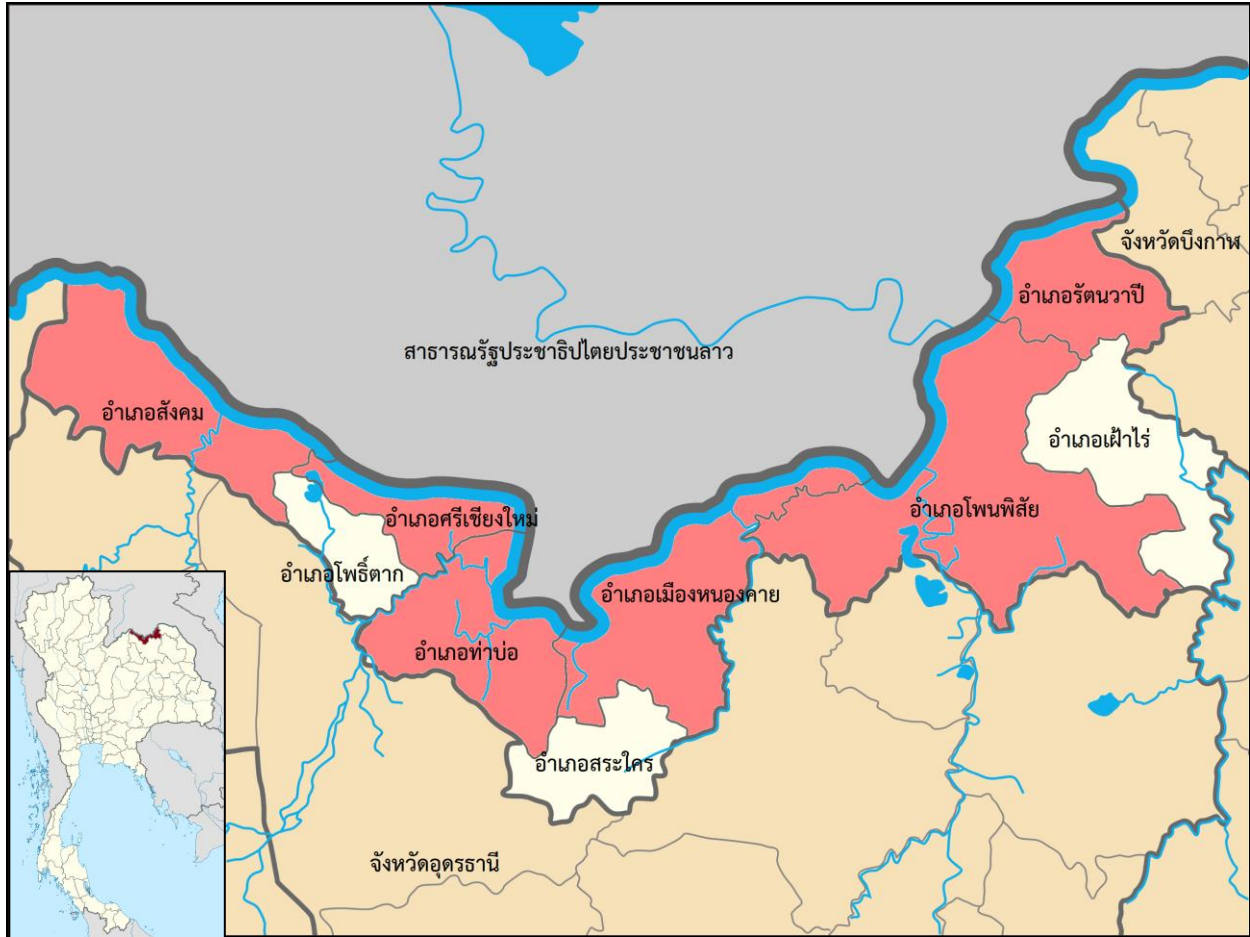 จังหวัดบึงกาฬ
อำเภอรัตนวาปี
สาธารณรัฐประชาธิปไตยประชาชนลาว
อำเภอสังคม
อำเภอเฝ้าไร่
อำเภอศรีเชียงใหม่
อำเภอโพนพิสัย
อำเภอโพธิ์ตาก
อำเภอเมืองหนองคาย
อำเภอท่าบ่อ
อำเภอสระใคร
จังหวัดอุดรธานี